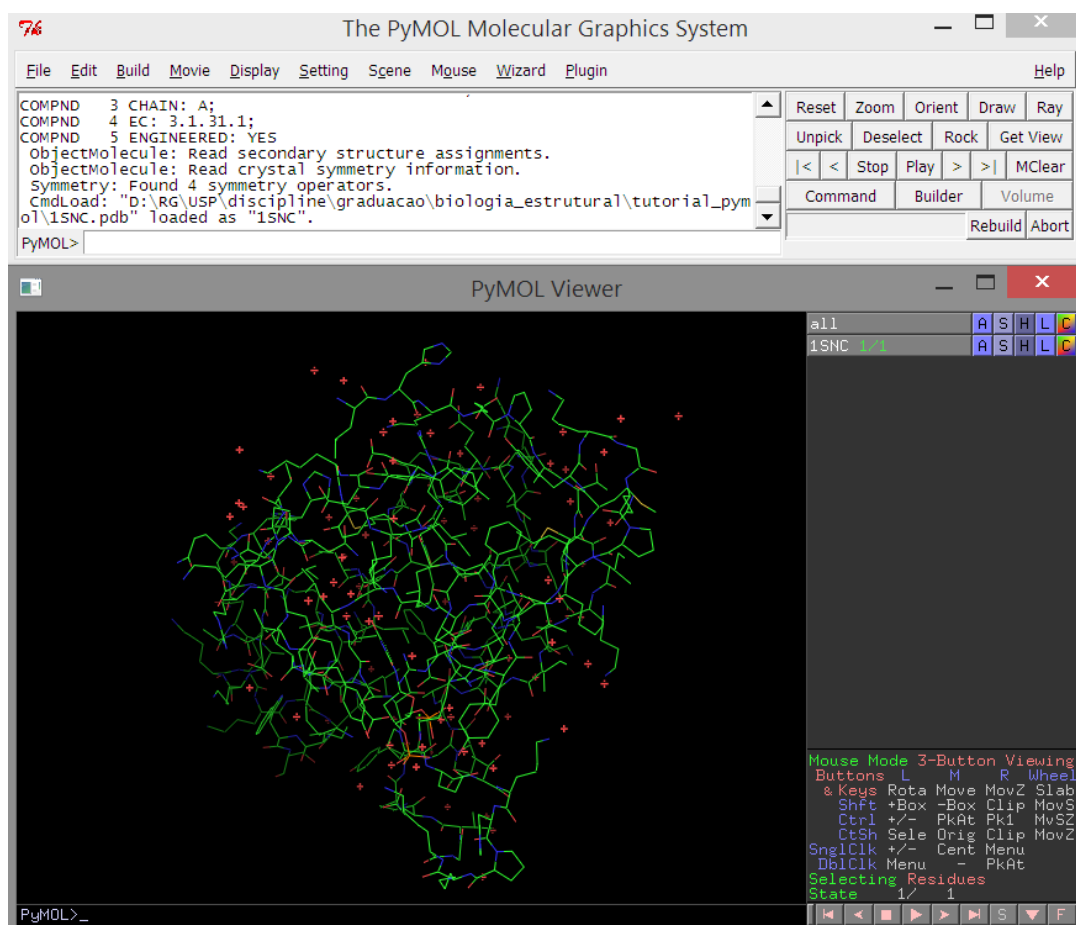 The PyMOL Molecular Graphics System
File Edit Build Movie Display Setting Scene Mouse Wizard Plugin Help
COMPND 3 CHAIN: A;
COMPND 4 EC: 3.1.31.1;
COMPND 5 ENGINEERED: YES
ObjectMolecule: Read secondary structure assignments.
ObjectMolecule: Read crystal symmetry information.
Symmetry: Found 4 symmetry operators.
CmdLoad: "D:\RG\USP\discipline\graduacao\biologia_estrutural\tutorial_pym
ol\1SNC.pdb" loaded as "1SNC".
PyMOL>
Reset Zoom Orient Draw Ray
Unpick Deselect Rock Get View
|< < Stop Play > >| MClear
Command Builder Volume
Rebuild Abort
PyMOL Viewer
all A S H L C
1SNC 1/1 A S H L C
Mouse Mode 3-Button Viewing
Buttons L M R Wheel
& Keys Rota Move MovZ Slab
Shft +Box -Box Clip MovS
Ctrl +/- PkAt Pk1 MvSZ
CtSh Sele Orig Clip MovZ
SnglClk +/- Cent Menu
DblClk Menu - PkAt
Selecting Residues
State 1/ 1
PyMOL>_
S F